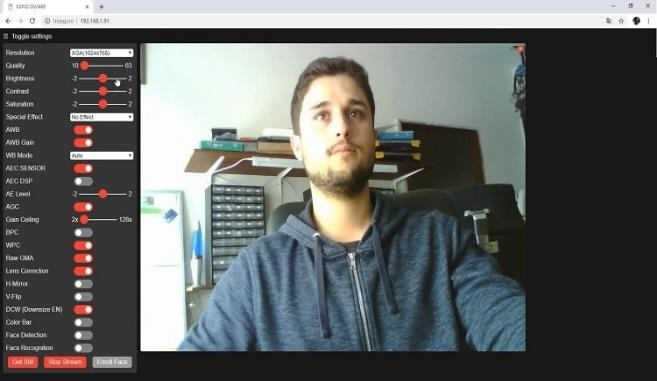 ESP32 OV2460
Inseguro | 192.168.1.91
Toggle settings
Resolution XGA(1024x768)
Quality 10 63
Brightness -2 2
Contrast -2 2
Saturation -2 2
Special Effect No Effect
AWB
AWB Gain
WB Mode Auto
AEC SENSOR
AEC DSP
AE Level -2 2
AGC
Gain Ceiling 2x 128x
BPC
WPC
Raw GMA
Lens Correction
H-Mirror
V-Flip
DCW (Downsize EN)
Color Bar
Face Detection
Face Recognition
Get Still Stop Stream Enroll Face